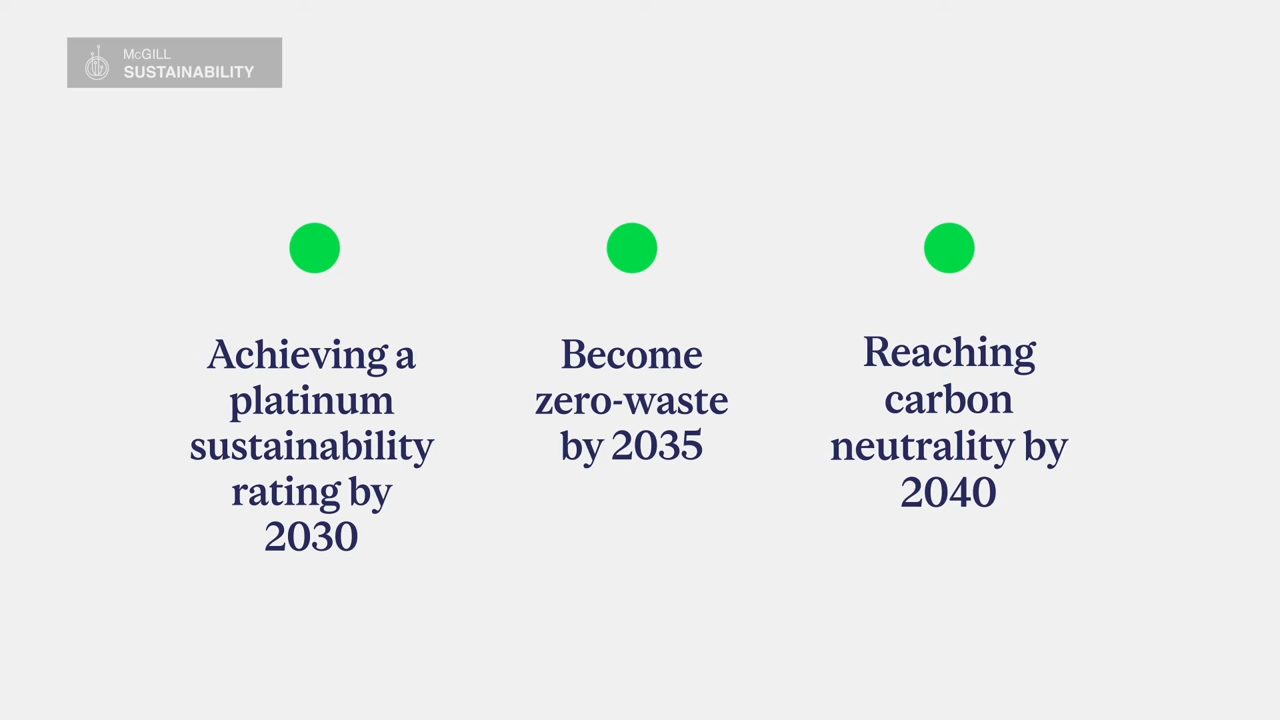 McGILL
SUSTAINABILITY
Achieving a
platinum
sustainability
rating by
2030
Become
zero-waste
by 2035
Reaching
carbon
neutrality by
2040